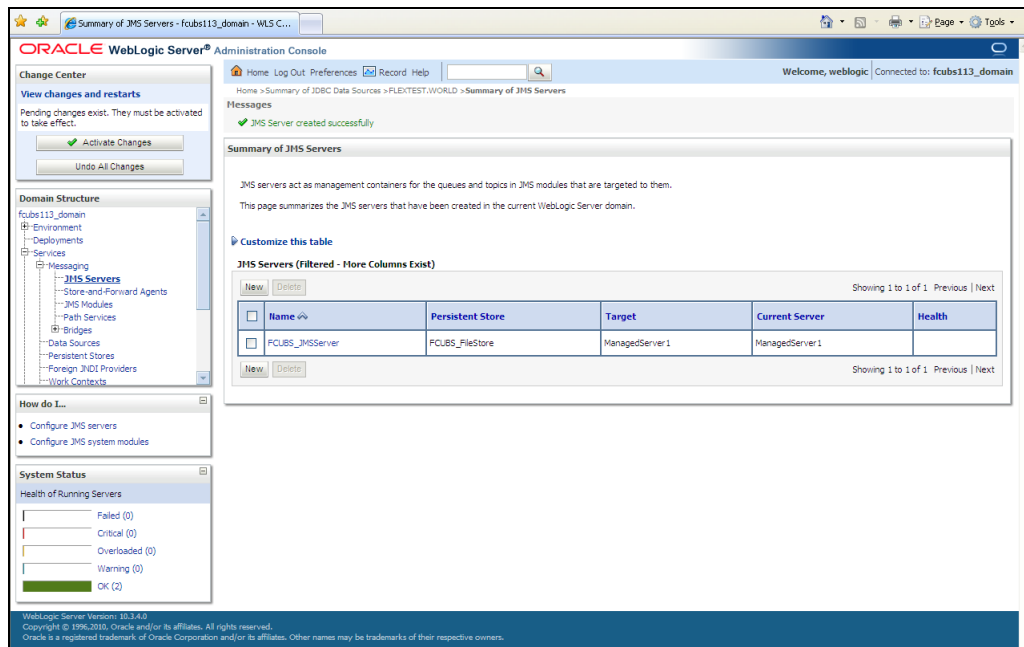 Summary of JMS Servers - fcubs113_domain - WLS C...
Page
Tools
ORACLE WebLogic Server® Administration Console
Change Center
View changes and restarts
Pending changes exist. They must be activated
to take effect.
Activate Changes
Undo All Changes
Domain Structure
fcubs113_domain
Environment
Deployments
Services
Messaging
JMS Servers
Store-and-Forward Agents
JMS Modules
Path Services
Bridges
Data Sources
Persistent Stores
Foreign JNDI Providers
Work Contexts
How do I...
Configure JMS servers
Configure JMS system modules
System Status
Health of Running Servers
Failed (0)
Critical (0)
Overloaded (0)
Warning (0)
OK (2)
Home Log Out Preferences Record Help
Welcome, weblogic Connected to: fcubs113_domain
Home >Summary of JDBC Data Sources >FLEXTEST.WORLD >Summary of JMS Servers
Messages
JMS Server created successfully
Summary of JMS Servers
JMS servers act as management containers for the queues and topics in JMS modules that are targeted to them.
This page summarizes the JMS servers that have been created in the current WebLogic Server domain.
Customize this table
JMS Servers (Filtered - More Columns Exist)
New Delete Showing 1 to 1 of 1 Previous | Next
Name Persistent Store Target Current Server Health
FCUBS_JMSServer FCUBS_FileStore ManagedServer1 ManagedServer1
New Delete Showing 1 to 1 of 1 Previous | Next
WebLogic Server Version: 10.3.4.0
Copyright © 1996,2010, Oracle and/or its affiliates. All rights reserved.
Oracle is a registered trademark of Oracle Corporation and/or its affiliates. Other names may be trademarks of their respective owners.